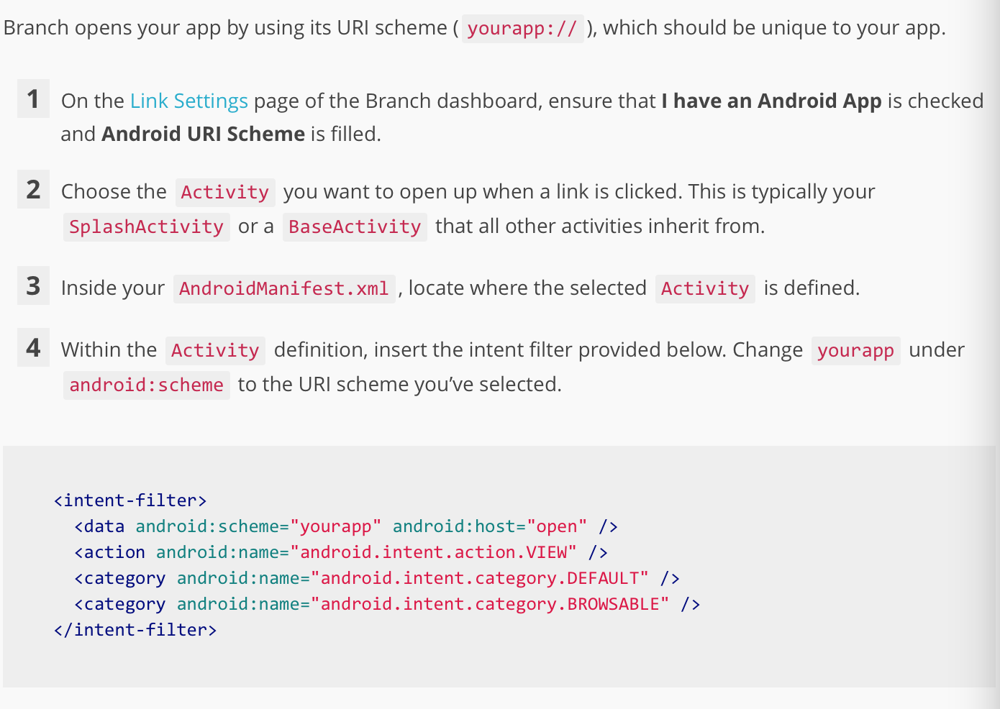 Branch opens your app by using its URI scheme ( yourapp:// ), which should be unique to your app.
1 On the Link Settings page of the Branch dashboard, ensure that I have an Android App is checked
and Android URI Scheme is filled.
2 Choose the Activity you want to open up when a link is clicked. This is typically your
SplashActivity or a BaseActivity that all other activities inherit from.
3 Inside your AndroidManifest.xml , locate where the selected Activity is defined.
4 Within the Activity definition, insert the intent filter provided below. Change yourapp under
android:scheme to the URI scheme you’ve selected.
<intent-filter>
  <data android:scheme="yourapp" android:host="open" />
  <action android:name="android.intent.action.VIEW" />
  <category android:name="android.intent.category.DEFAULT" />
  <category android:name="android.intent.category.BROWSABLE" />
</intent-filter>